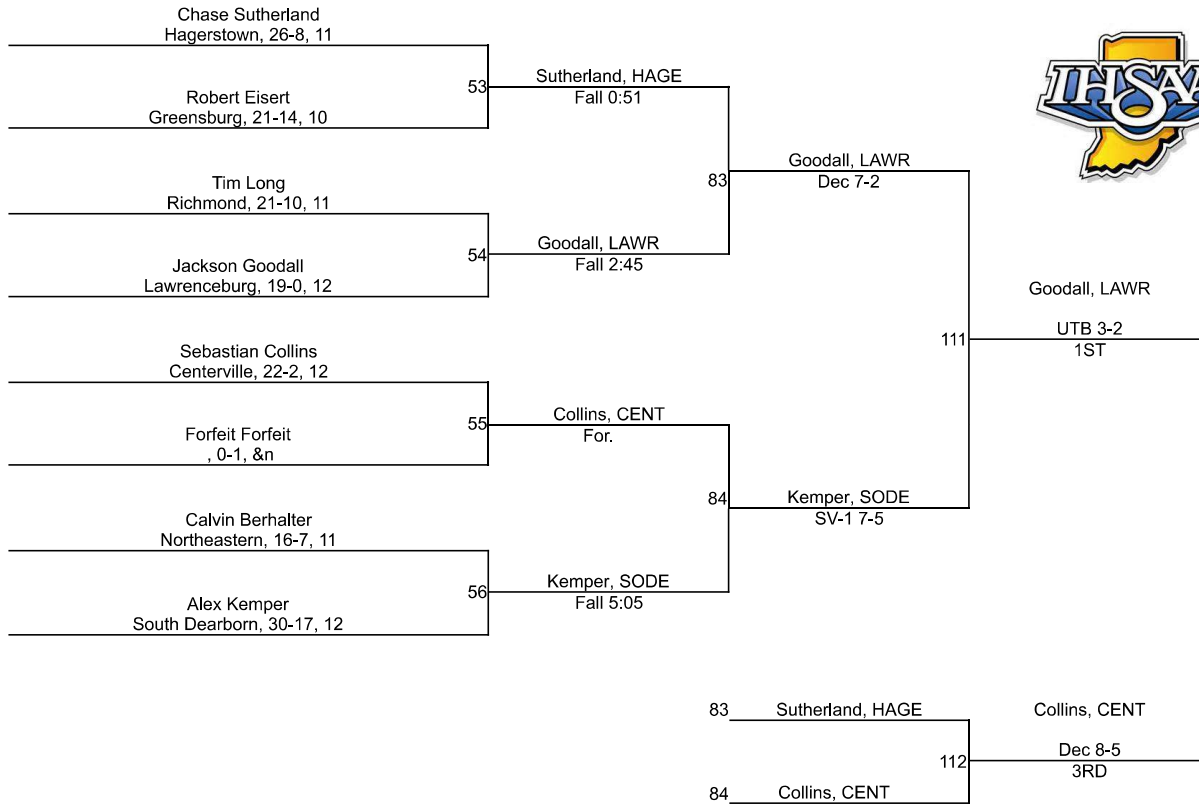 Chase Sutherland
Hagerstown, 26-8, 11
Robert Eisert
Greensburg, 21-14, 10
53
Sutherland, HAGE
Fall 0:51
Tim Long
Richmond, 21-10, 11
Jackson Goodall
Lawrenceburg, 19-0, 12
54
Goodall, LAWR
Fall 2:45
83
Goodall, LAWR
Dec 7-2
IHSAA
Sebastian Collins
Centerville, 22-2, 12
Forfeit Forfeit
, 0-1, &n
55
Collins, CENT
For.
Calvin Berhalter
Northeastern, 16-7, 11
Alex Kemper
South Dearborn, 30-17, 12
56
Kemper, SODE
Fall 5:05
84
Kemper, SODE
SV-1 7-5
111
Goodall, LAWR
UTB 3-2
1ST
83
Sutherland, HAGE
84
Collins, CENT
112
Collins, CENT
Dec 8-5
3RD